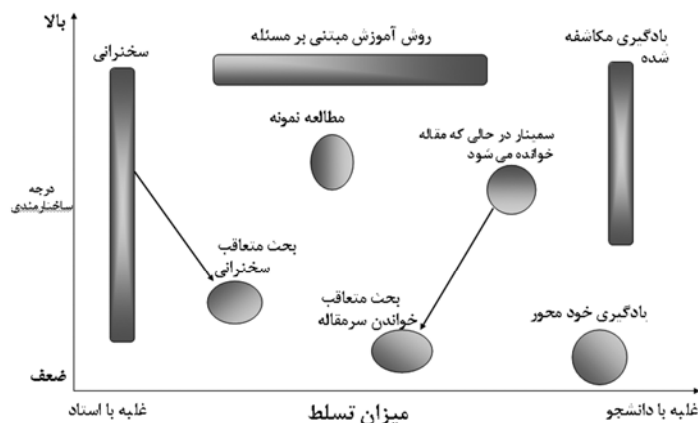 بالا
سخنرانی
روش آموزش مبتنی بر مسئله
یادگیری مکاشفه
شده
مطالعه نمونه
سمینار در حالی که مقاله
خوانده می شود
درجه
ساختارمندی
بحث متعاقب
سخنرانی
بحث متعاقب
خواندن سرمقاله
یادگیری خود محور
ضعف
غلبه با استاد
میزان تسلط
غلبه با دانشجو